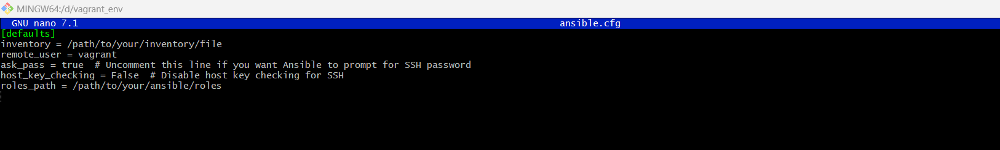 MINGW64:/d/vagrant_env
GNU nano 7.1 ansible.cfg
[defaults]
inventory = /path/to/your/inventory/file
remote_user = vagrant
ask_pass = true  # Uncomment this line if you want Ansible to prompt for SSH password
host_key_checking = False  # Disable host key checking for SSH
roles_path = /path/to/your/ansible/roles